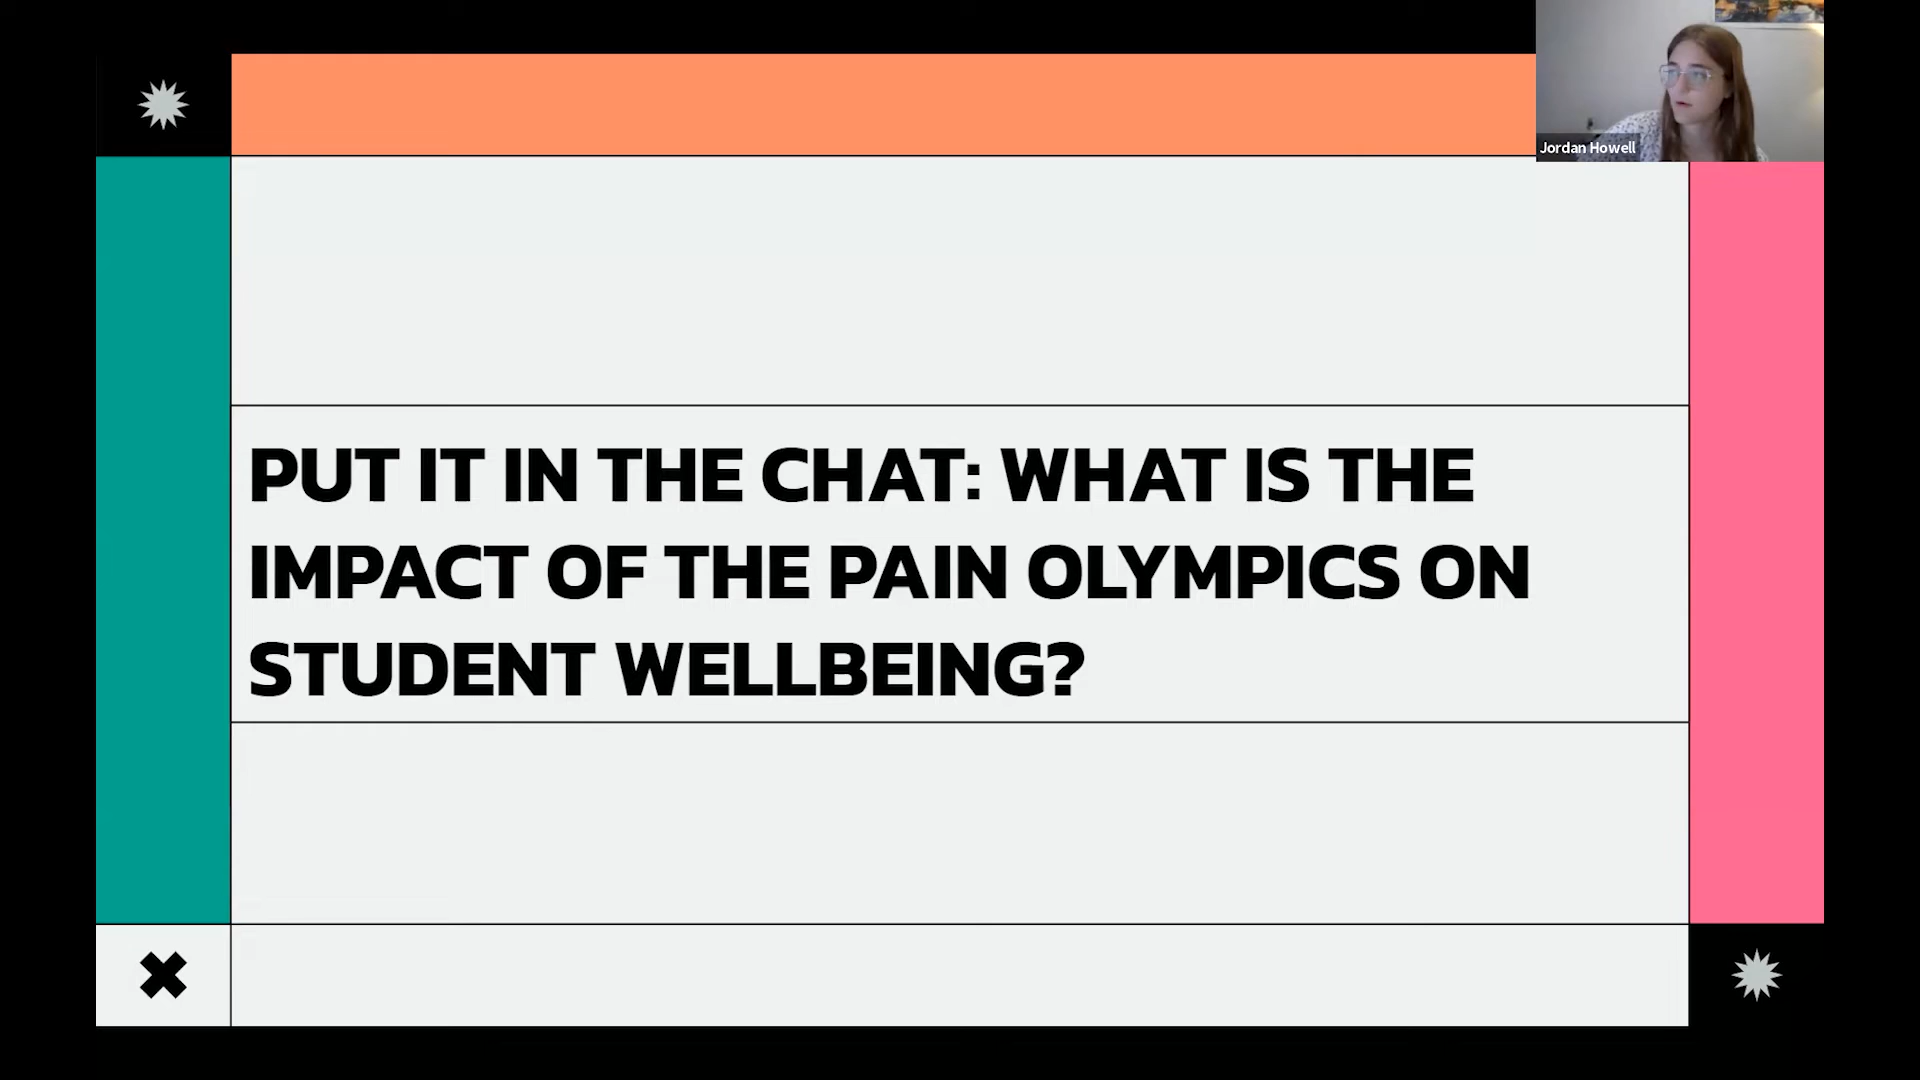 Jordan Howell
PUT IT IN THE CHAT: WHAT IS THE
IMPACT OF THE PAIN OLYMPICS ON
STUDENT WELLBEING?